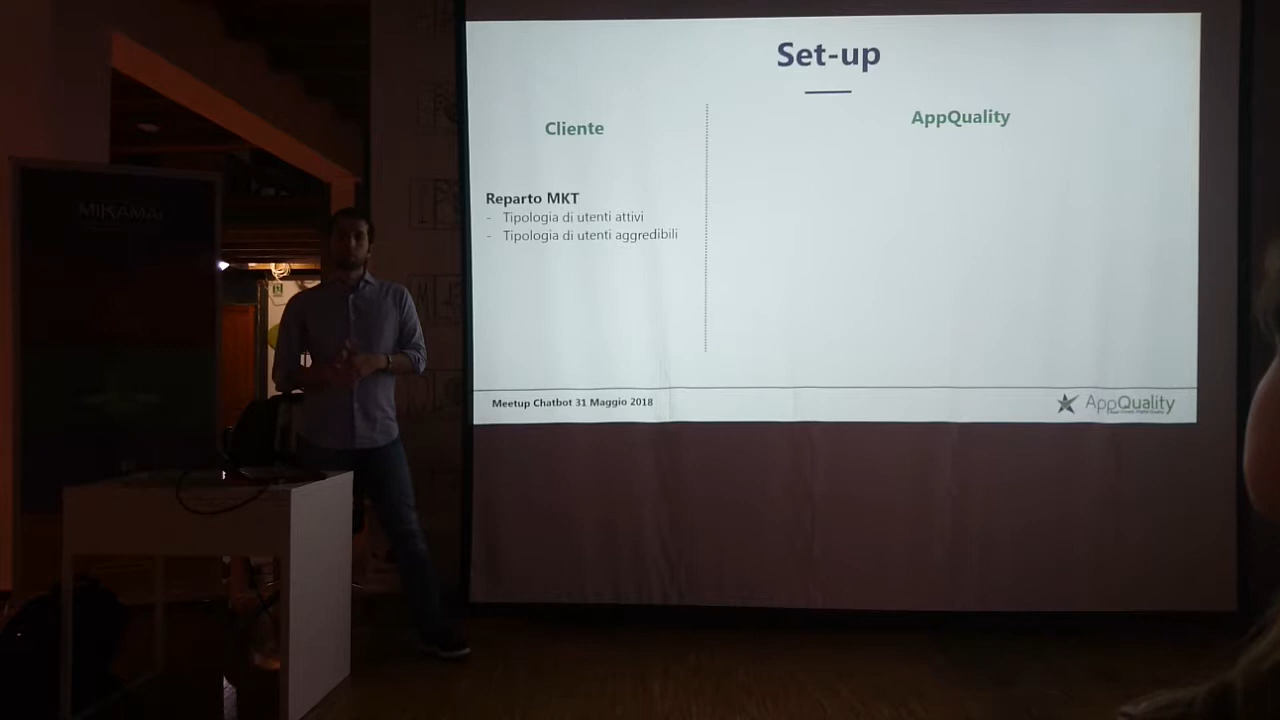 Set-up
Cliente
AppQuality
Reparto MKT
- Tipologia di utenti attivi
- Tipologia di utenti aggredibili
Meetup Chatbot 31 Maggio 2018
AppQuality
MIKAMAI